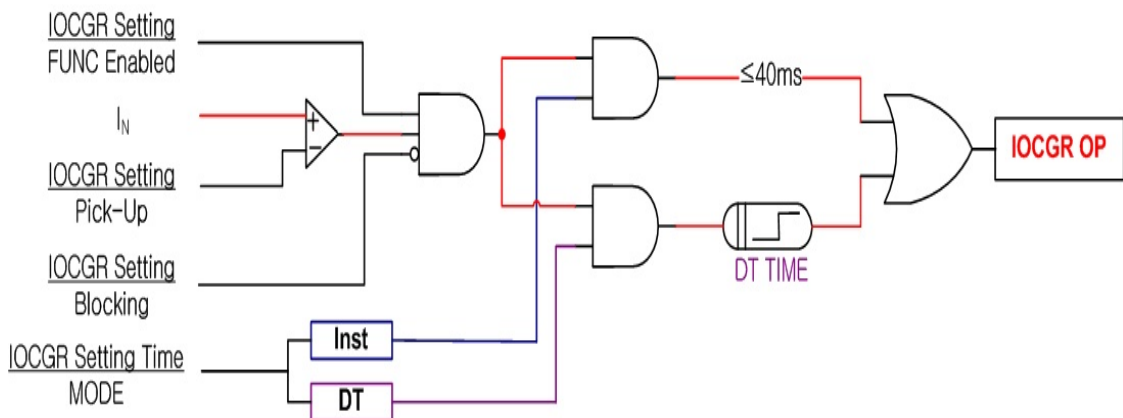 IOCGR Setting
FUNC Enabled
IN
IOCGR Setting
Pick-Up
IOCGR Setting
Blocking
IOCGR Setting Time
MODE
+
−
Inst
DT
≤40ms
DT TIME
IOCGR OP